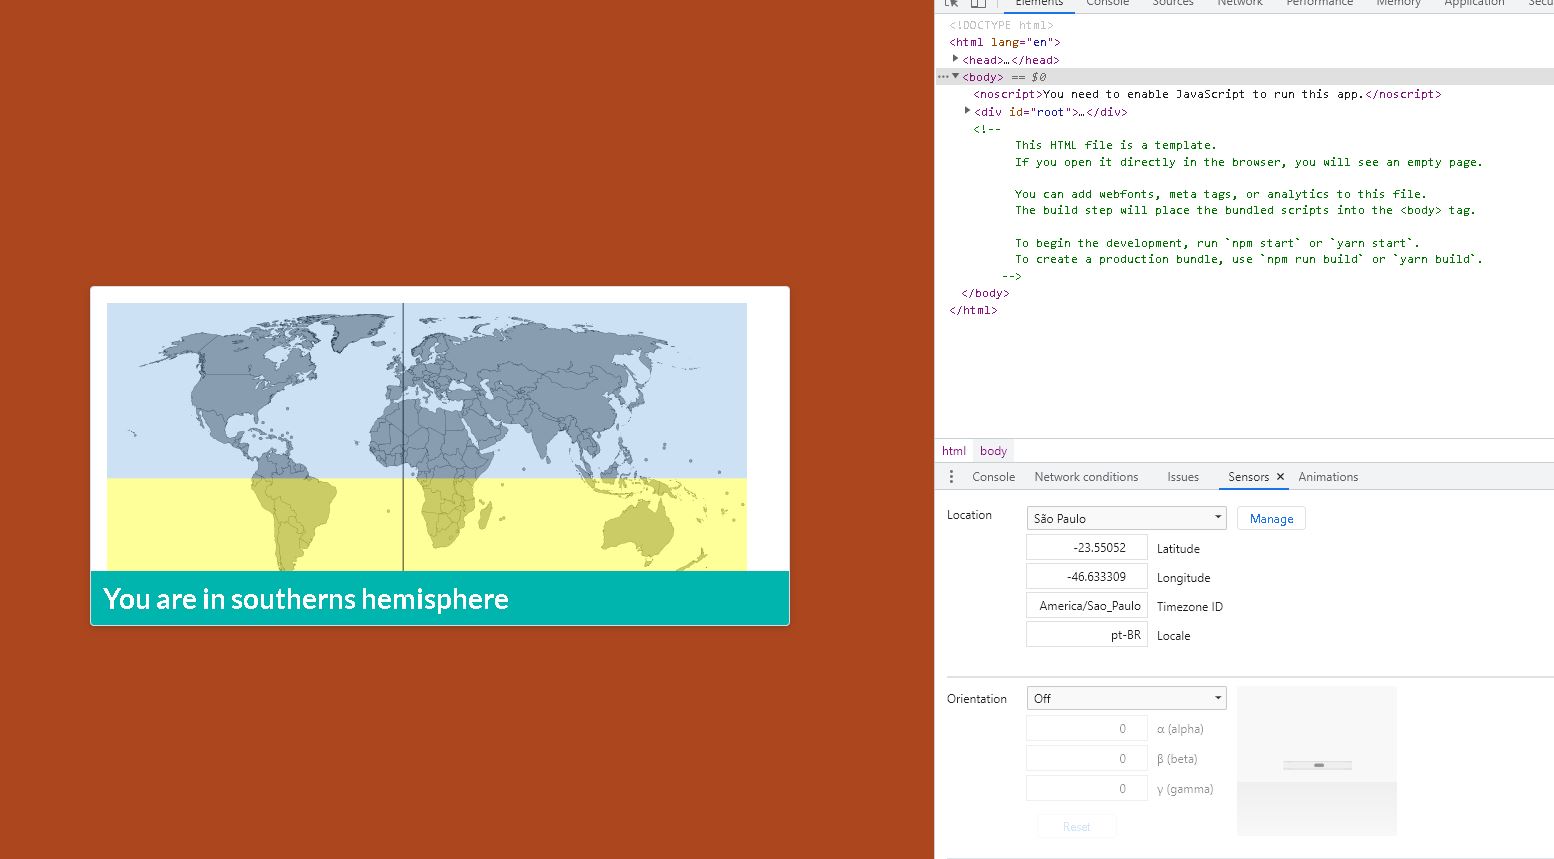 You are in southerns hemisphere
Elements Console Sources Network Performance Memory Application
<!DOCTYPE html>
<html lang="en">
<head>…</head>
<body> == $0
<noscript>You need to enable JavaScript to run this app.</noscript>
<div id="root">…</div>
<!--
This HTML file is a template.
If you open it directly in the browser, you will see an empty page.
You can add webfonts, meta tags, or analytics to this file.
The build step will place the bundled scripts into the <body> tag.
To begin the development, run `npm start` or `yarn start`.
To create a production bundle, use `npm run build` or `yarn build`.
-->
</body>
</html>
html body
Console Network conditions Issues Sensors × Animations
Location São Paulo Manage
-23.55052 Latitude
-46.633309 Longitude
America/Sao_Paulo Timezone ID
pt-BR Locale
Orientation Off
0 α (alpha)
0 β (beta)
0 γ (gamma)
Reset